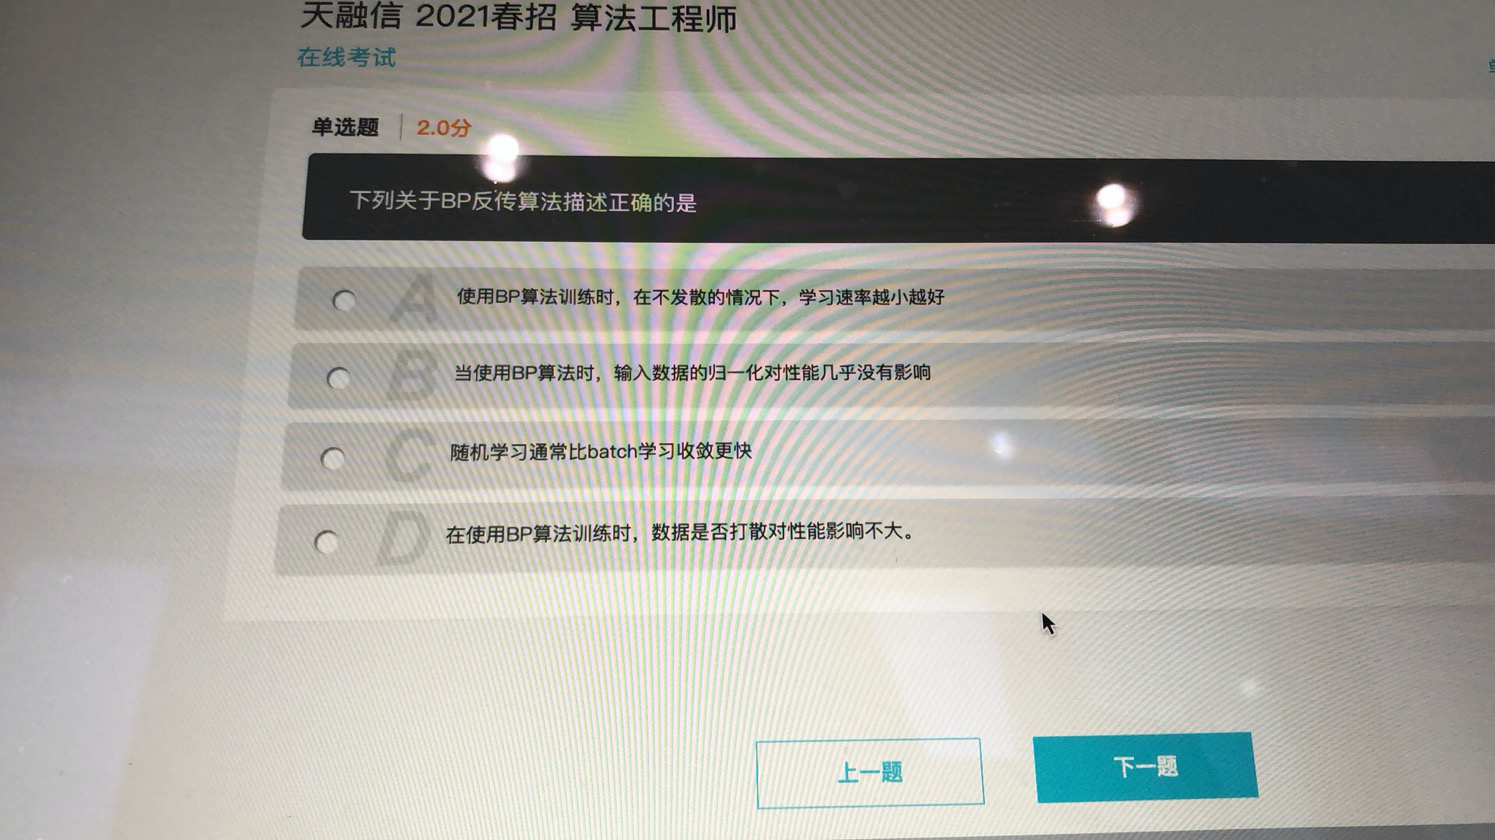 天融信 2021春招 算法工程师
在线考试
单选题 2.0分
下列关于BP反传算法描述正确的是
A 使用BP算法训练时，在不发散的情况下，学习速率越小越好
B 当使用BP算法时，输入数据的归一化对性能几乎没有影响
C 随机学习通常比batch学习收敛更快
D 在使用BP算法训练时，数据是否打散对性能影响不大。
上一题 下一题